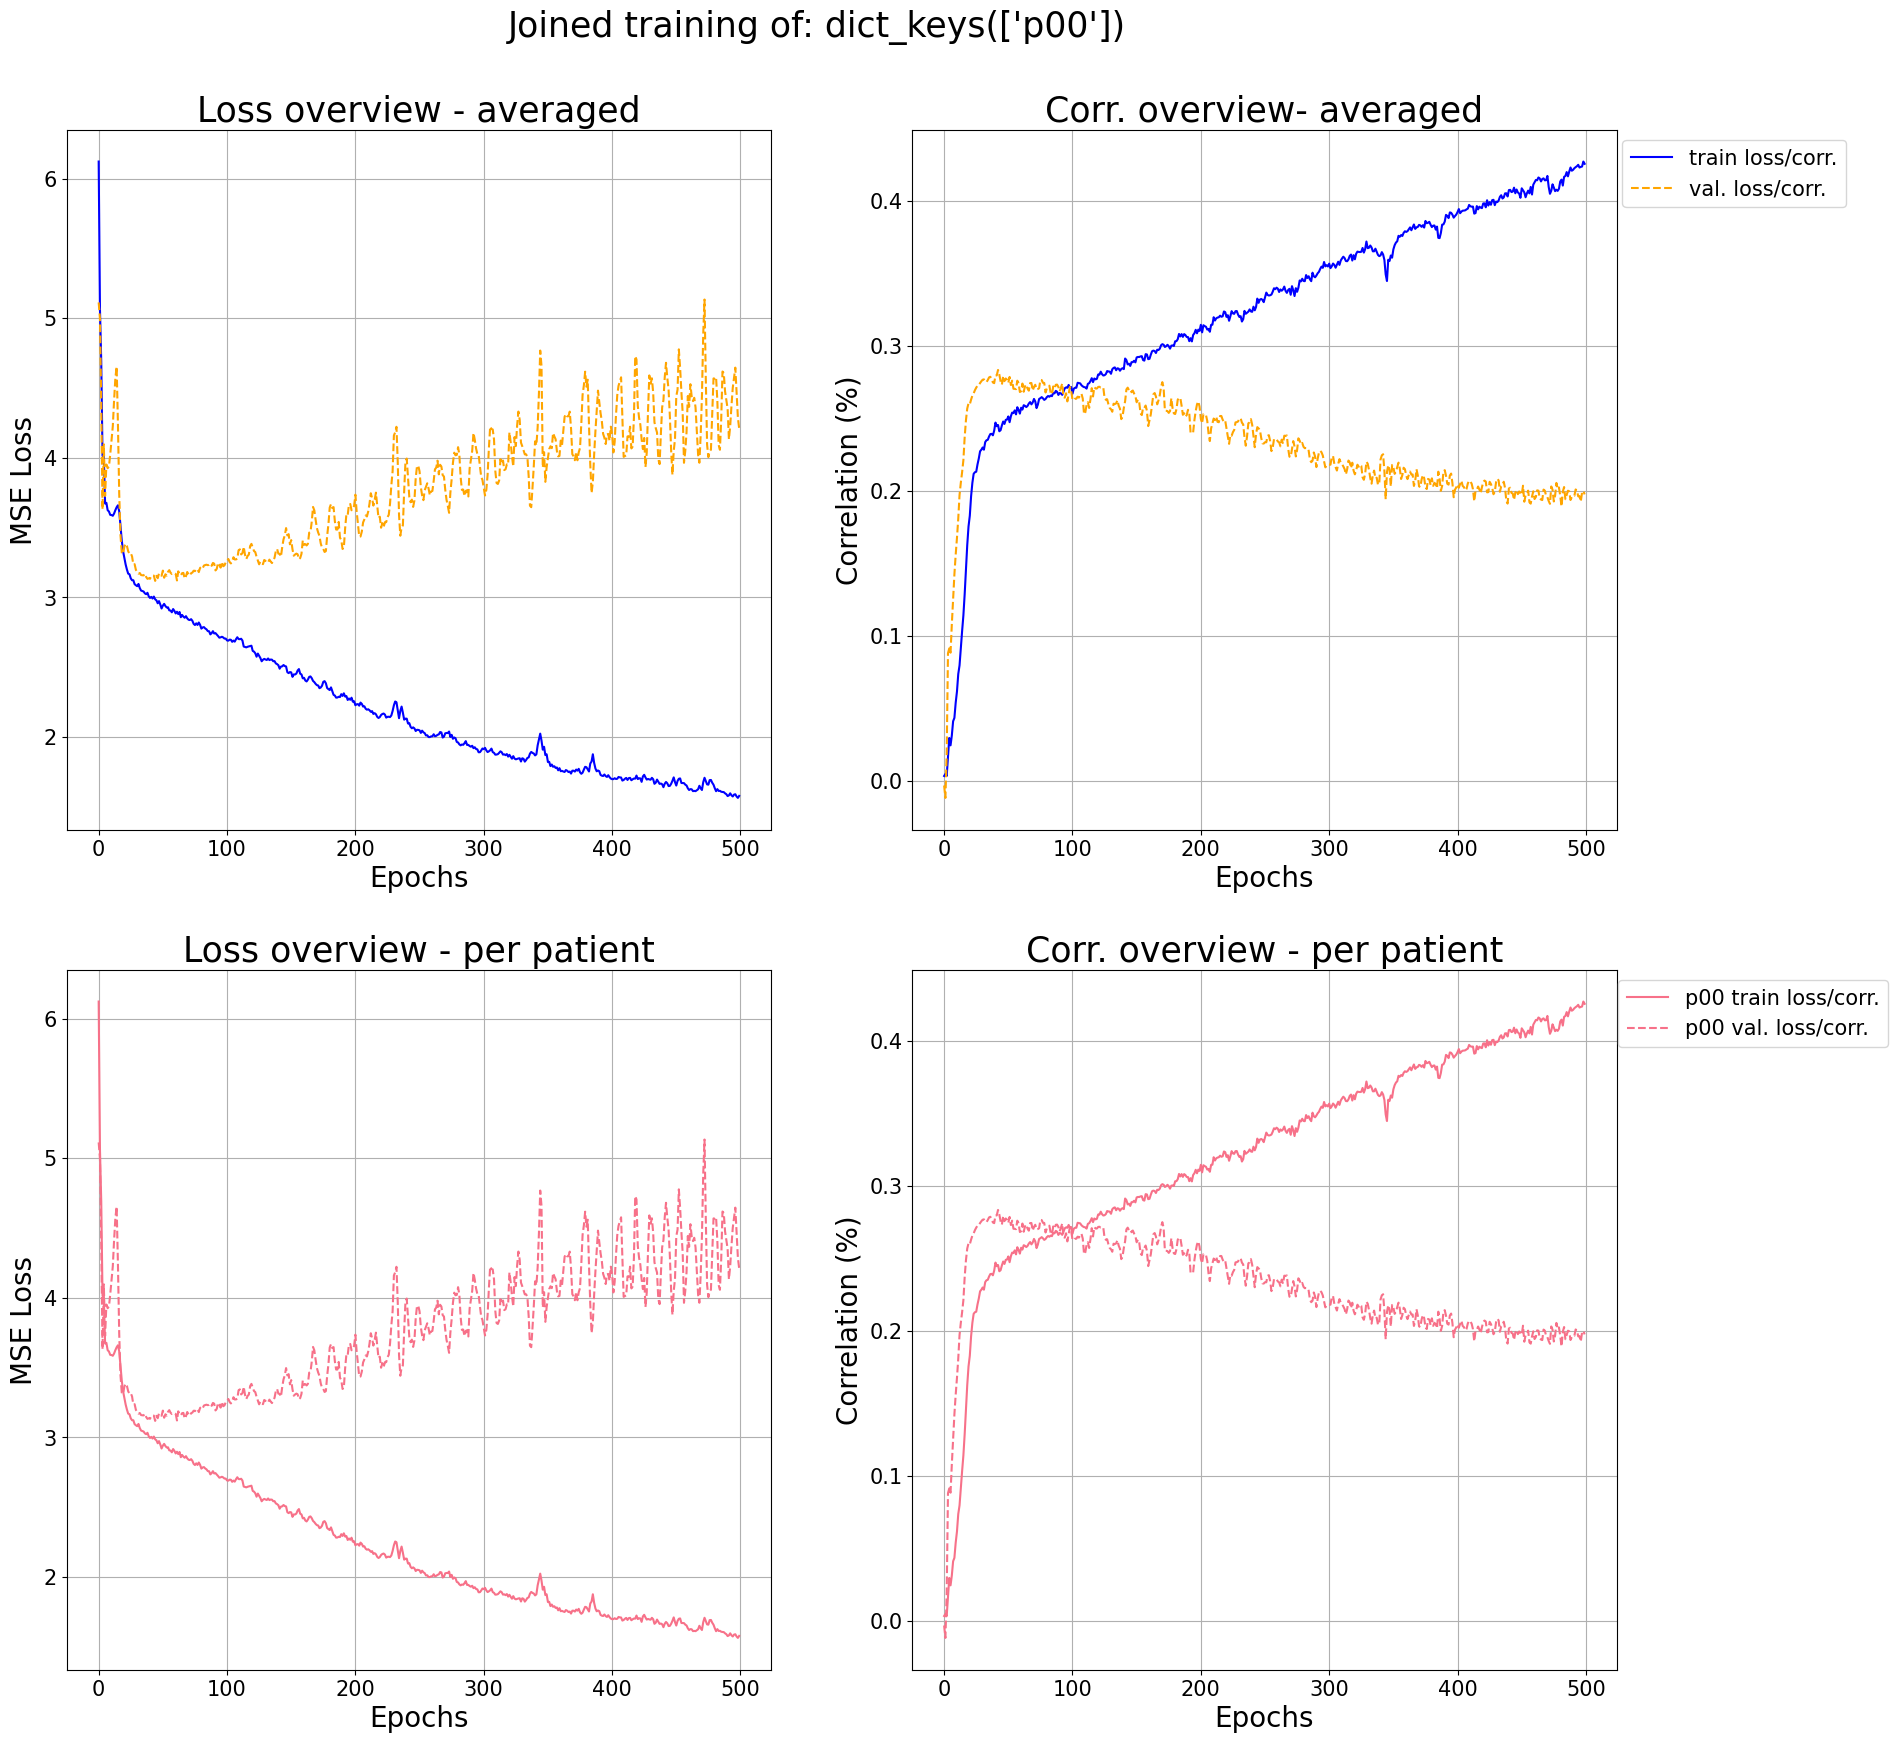 Joined training of: dict_keys(['p00'])
Loss overview - averaged
MSE Loss
6
5
4
3
2
0 100 200 300 400 500
Epochs
Corr. overview- averaged
Correlation (%)
0.4
0.3
0.2
0.1
0.0
0 100 200 300 400 500
Epochs
train loss/corr.
val. loss/corr.
Loss overview - per patient
MSE Loss
6
5
4
3
2
0 100 200 300 400 500
Epochs
Corr. overview - per patient
Correlation (%)
0.4
0.3
0.2
0.1
0.0
0 100 200 300 400 500
Epochs
p00 train loss/corr.
p00 val. loss/corr.